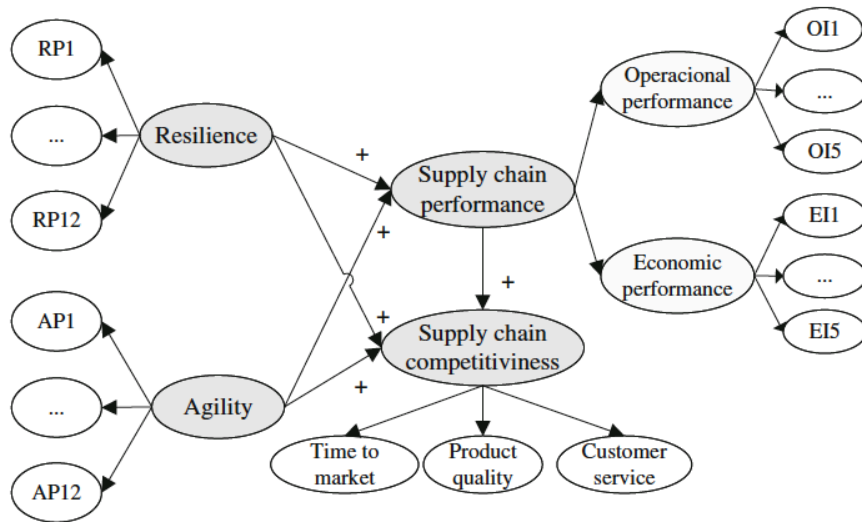 RP1
...
RP12
Resilience
AP1
...
AP12
Agility
+
+
+
+
+
Supply chain
performance
Supply chain
competitiviness
Time to
market
Product
quality
Customer
service
Operacional
performance
Economic
performance
OI1
...
OI5
EI1
...
EI5